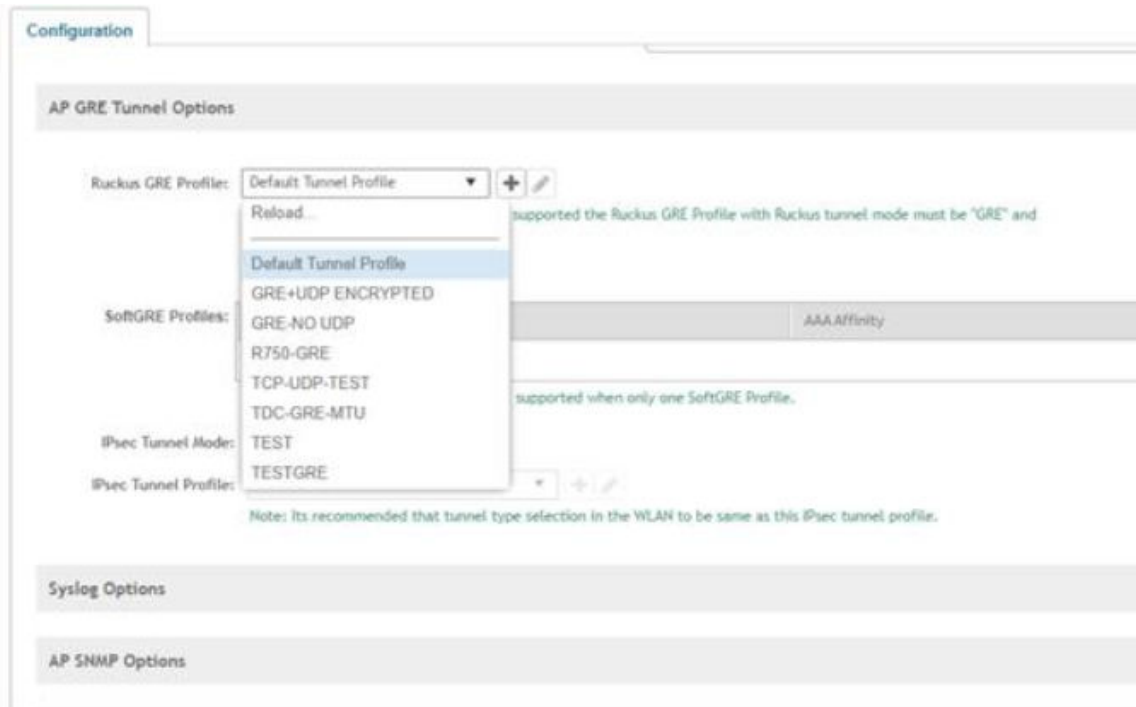 Configuration
AP GRE Tunnel Options
Ruckus GRE Profile: Default Tunnel Profile
Reload...
supported the Ruckus GRE Profile with Ruckus tunnel mode must be "GRE" and
Default Tunnel Profile
GRE+UDP ENCRYPTED
SoftGRE Profiles:
AAA Affinity
GRE-NO UDP
R750-GRE
TCP-UDP-TEST
supported when only one SoftGRE Profile.
TDC-GRE-MTU
IPsec Tunnel Mode:
TEST
TESTGRE
IPsec Tunnel Profile:
Note: Its recommended that tunnel type selection in the WLAN to be same as this IPsec tunnel profile.
Syslog Options
AP SNMP Options